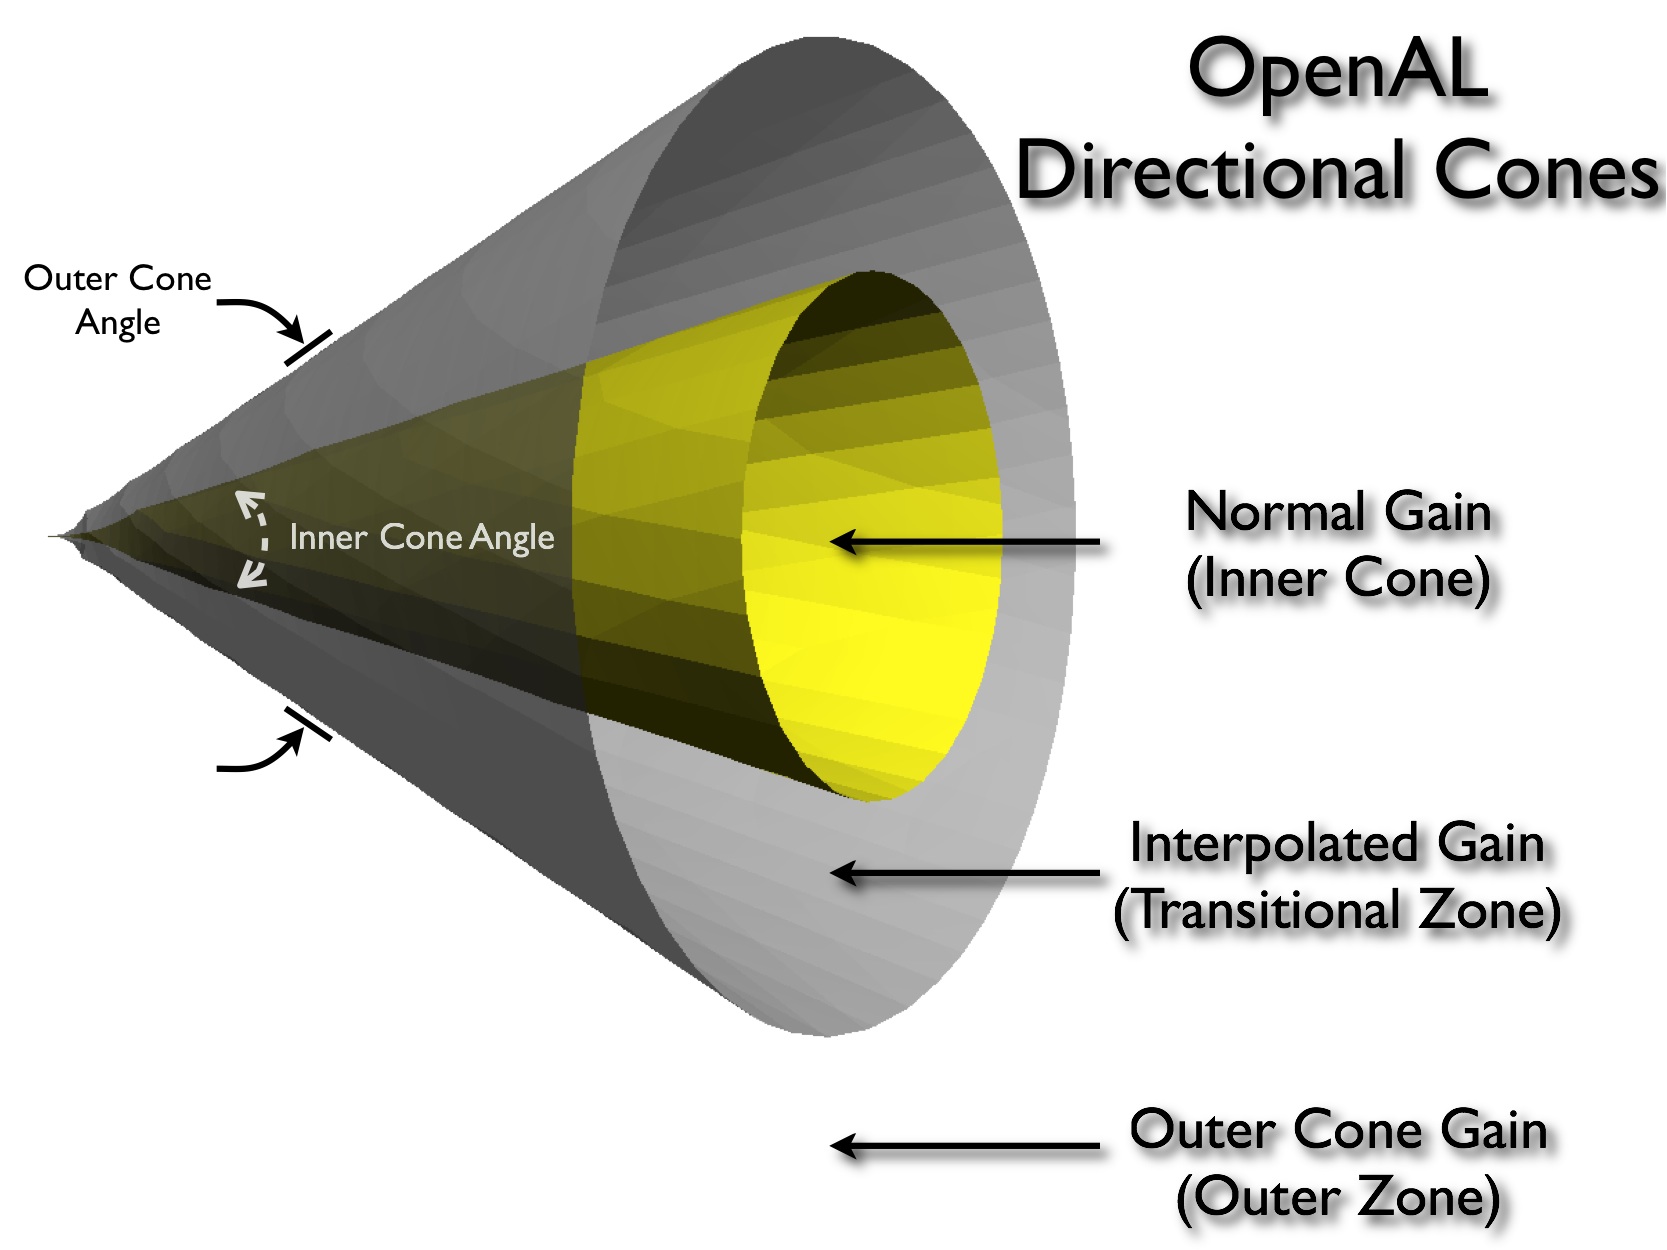 OpenAL
Directional Cones
Outer Cone
Angle
Inner Cone Angle
Normal Gain
(Inner Cone)
Interpolated Gain
(Transitional Zone)
Outer Cone Gain
(Outer Zone)